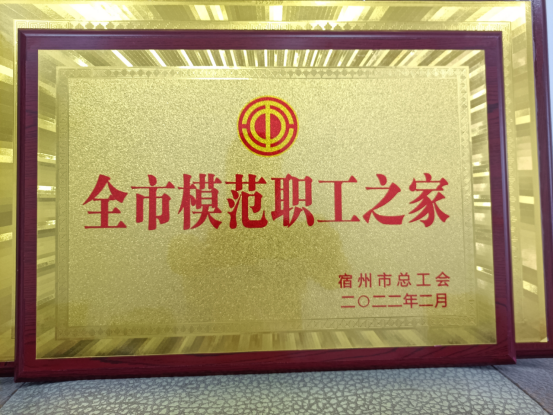 全市模范职工之家
宿州市总工会
二〇二二年二月